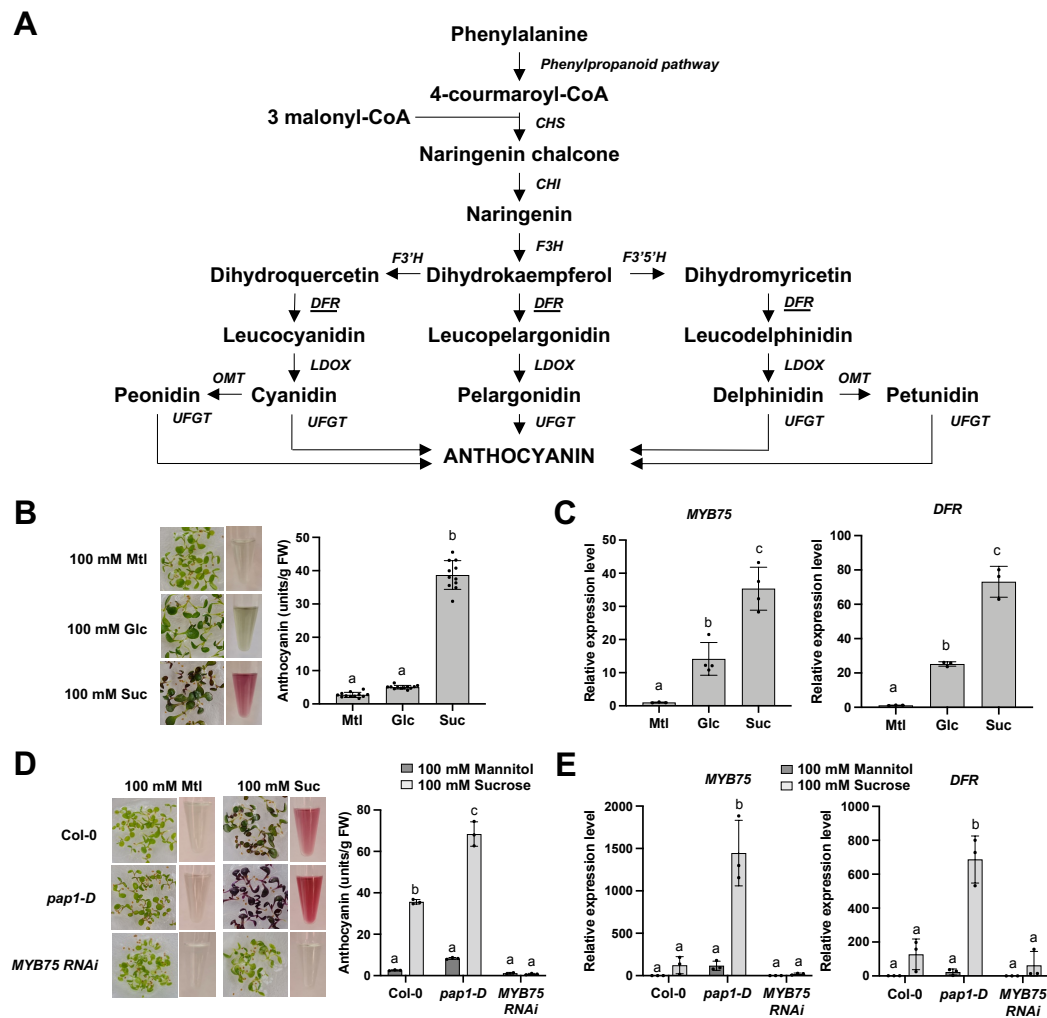 A
Phenylalanine
Phenylpropanoid pathway
4-courmaroyl-CoA
3 malonyl-CoA
CHS
Naringenin chalcone
CHI
Naringenin
F3H
Dihydroquercetin F3'H Dihydrokaempferol F3'5'H Dihydromyricetin
DFR DFR DFR
Leucocyanidin Leucopelargonidin Leucodelphinidin
LDOX LDOX LDOX
Peonidin OMT Cyanidin Pelargonidin Delphinidin OMT Petunidin
UFGT UFGT UFGT UFGT UFGT
ANTHOCYANIN
B
100 mM Mtl
100 mM Glc
100 mM Suc
Anthocyanin (units/g FW)
60
40
20
0
a a b
Mtl Glc Suc
C
MYB75
Relative expression level
50
40
30
20
10
0
a b c
Mtl Glc Suc
DFR
Relative expression level
100
80
60
40
20
0
a b c
Mtl Glc Suc
D
100 mM Mtl 100 mM Suc
Col-0
pap1-D
MYB75 RNAi
100 mM Mannitol
100 mM Sucrose
Anthocyanin (units/g FW)
80
60
40
20
0
a b a c a a
Col-0 pap1-D MYB75
RNAi
E
100 mM Mannitol
100 mM Sucrose
MYB75
Relative expression level
2000
1500
1000
500
0
a a a b a a
Col-0 pap1-D MYB75
RNAi
DFR
Relative expression level
1000
800
600
400
200
0
a a a b a a
Col-0 pap1-D MYB75
RNAi